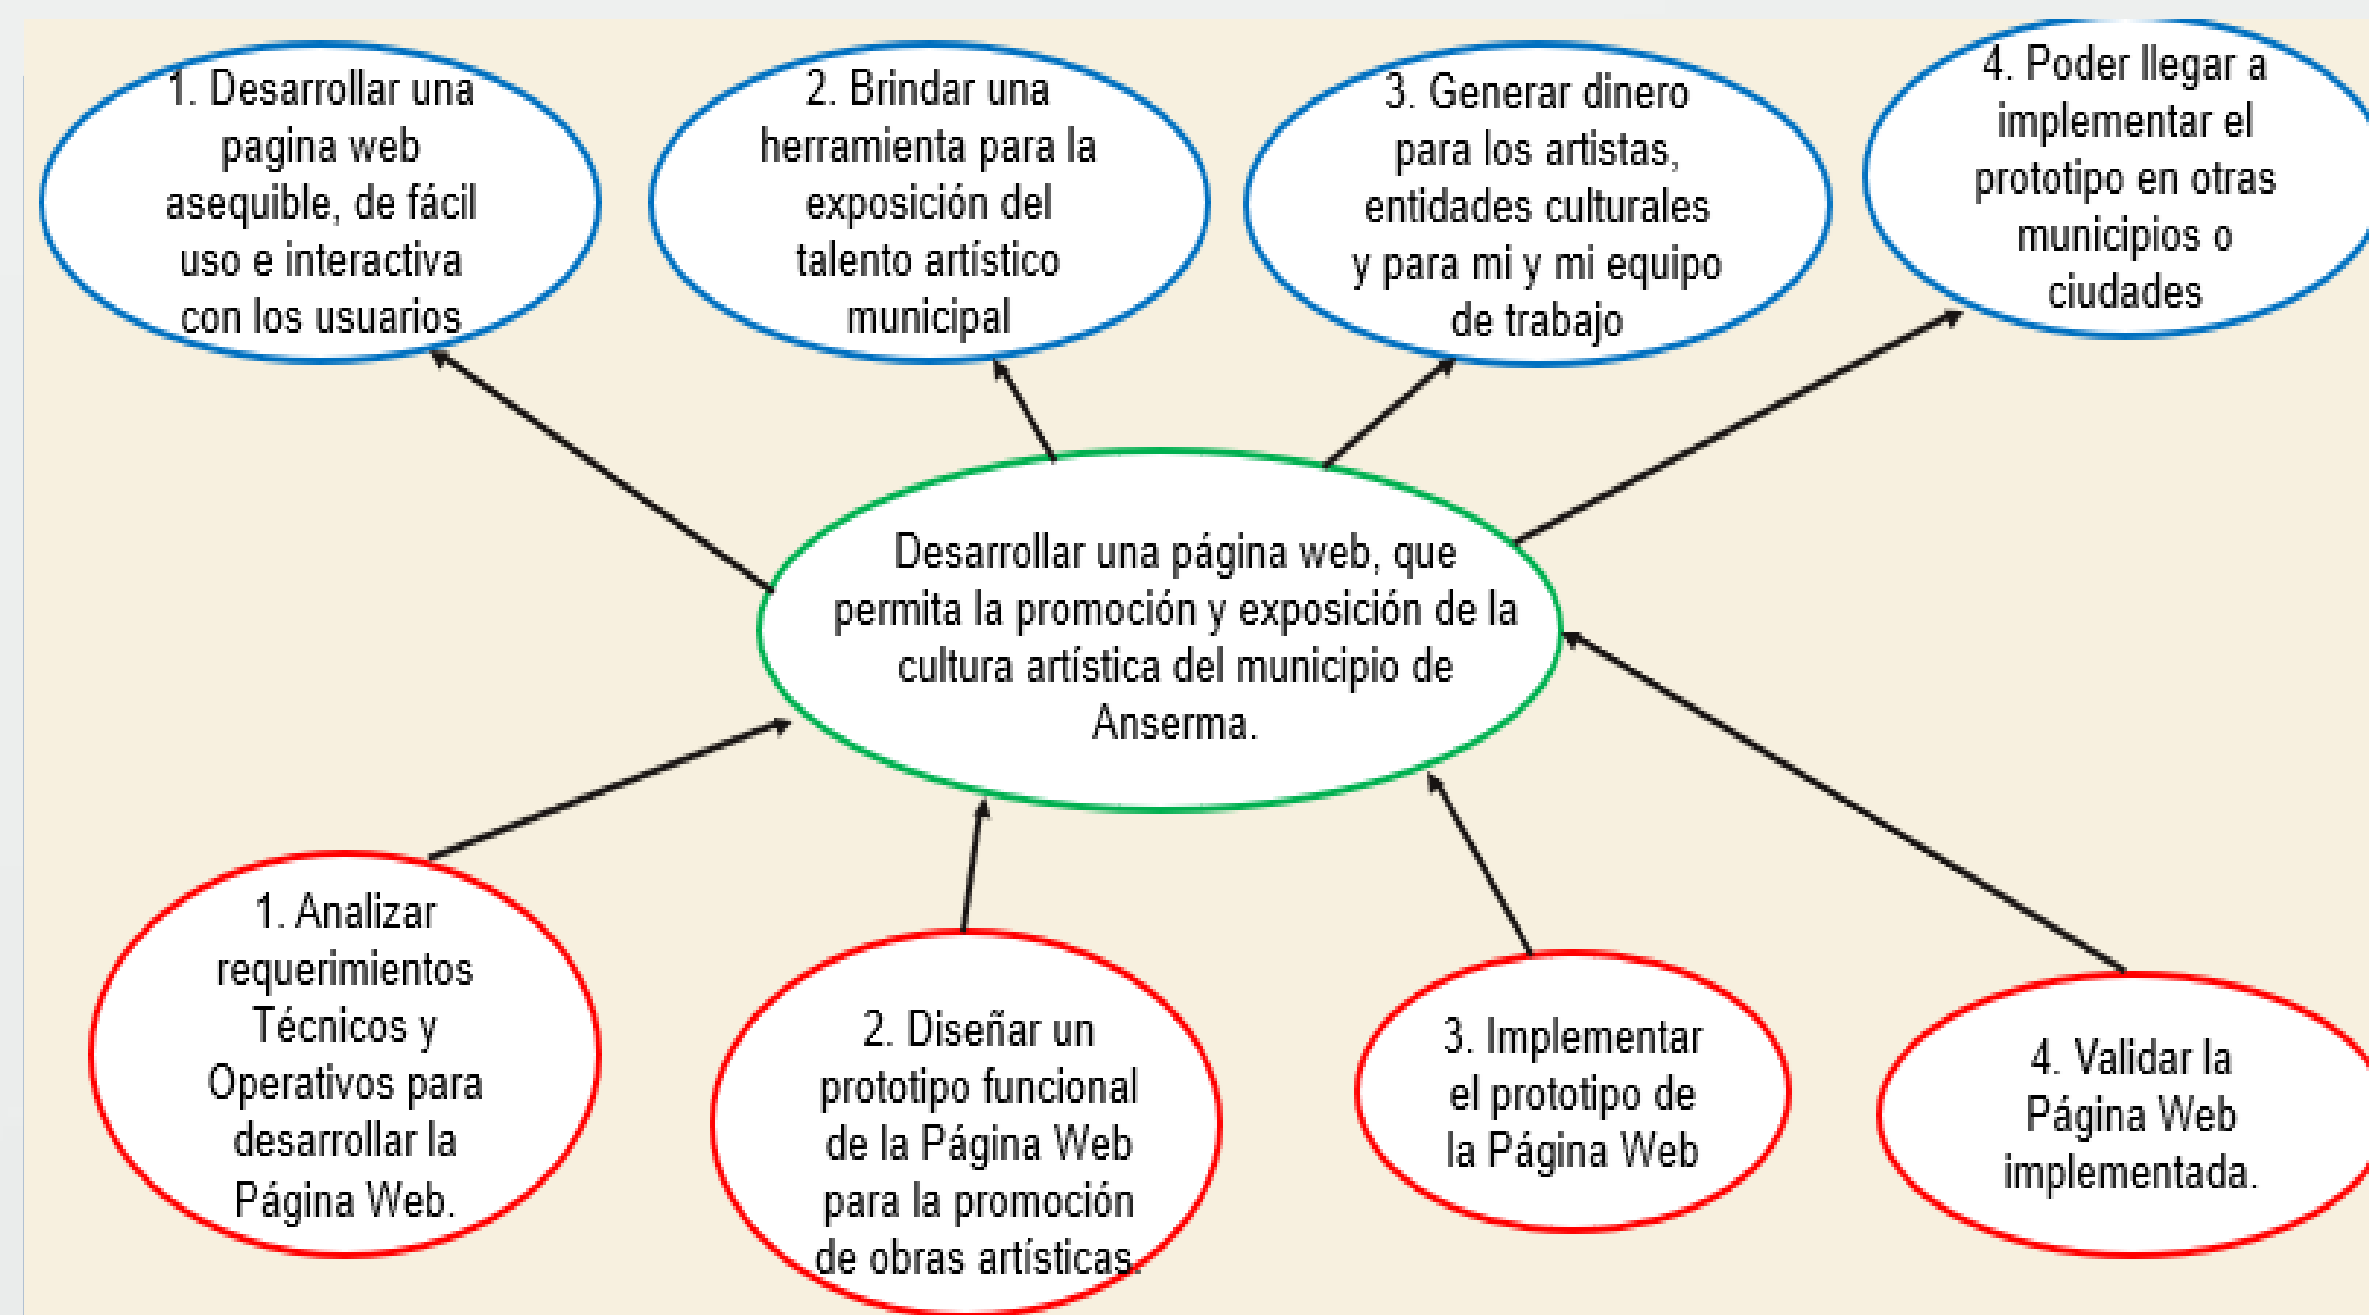 1. Desarrollar una
pagina web
asequible, de fácil
uso e interactiva
con los usuarios
2. Brindar una
herramienta para la
exposición del
talento artístico
municipal
3. Generar dinero
para los artistas,
entidades culturales
y para mi y mi equipo
de trabajo
4. Poder llegar a
implementar el
prototipo en otras
municipios o
ciudades
Desarrollar una página web, que
permita la promoción y exposición de la
cultura artística del municipio de
Anserma.
1. Analizar
requerimientos
Técnicos y
Operativos para
desarrollar la
Página Web.
2. Diseñar un
prototipo funcional
de la Página Web
para la promoción
de obras artísticas.
3. Implementar
el prototipo de
la Página Web
4. Validar la
Página Web
implementada.